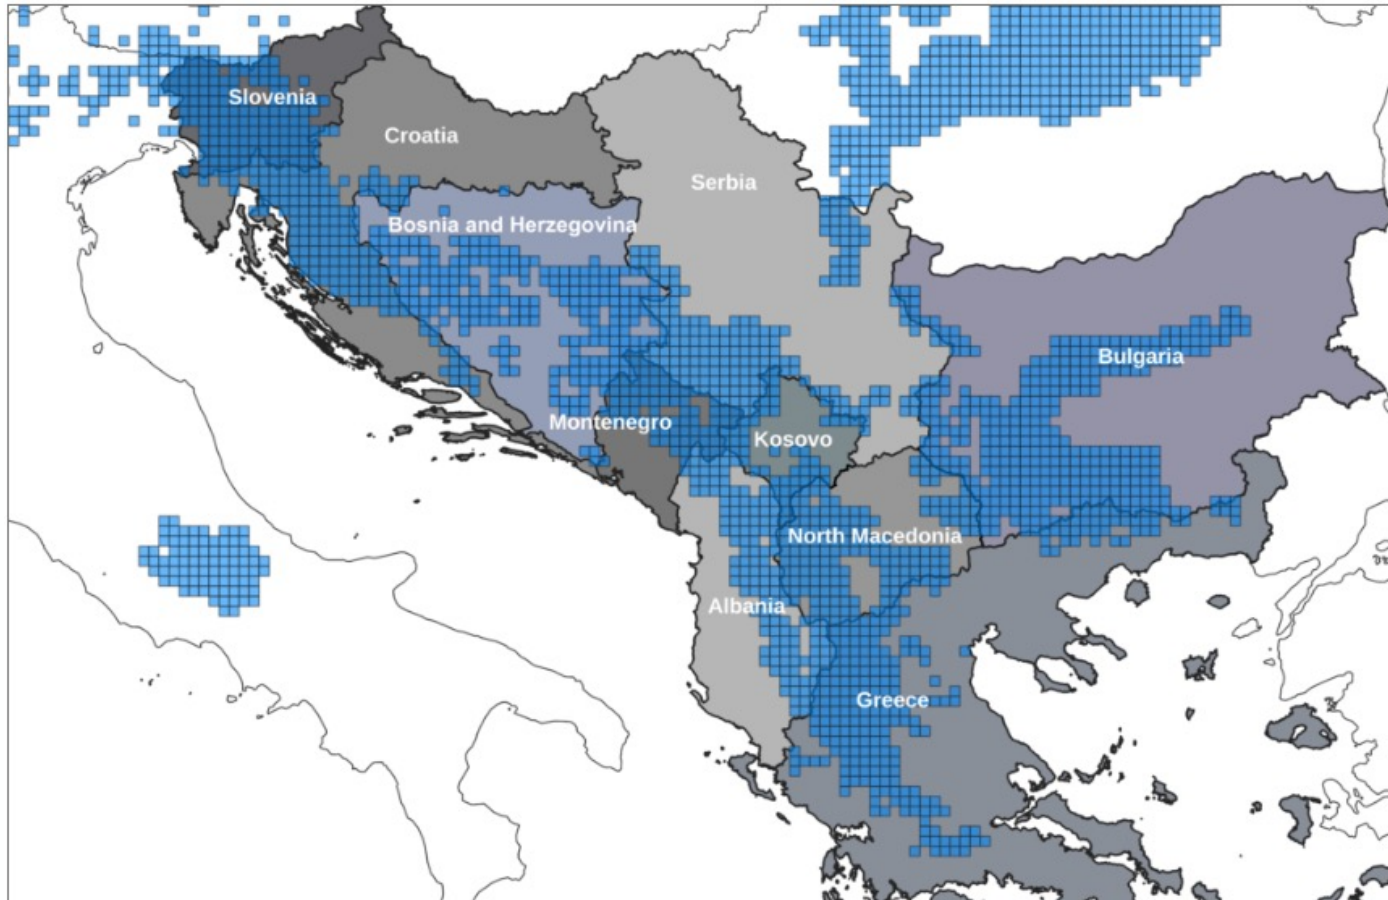 Slovenia
Croatia
Serbia
Bosnia and Herzegovina
Bulgaria
Montenegro
Kosovo
North Macedonia
Albania
Greece